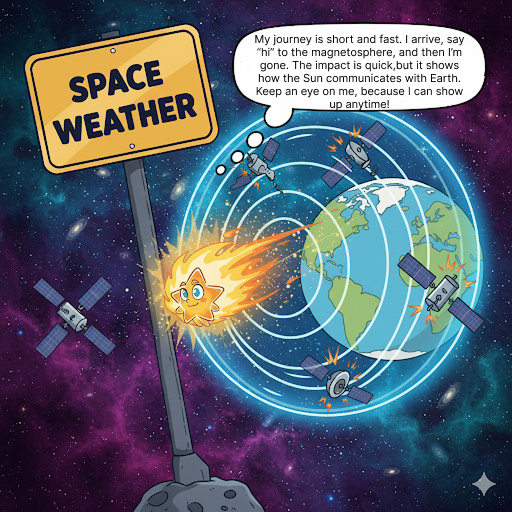 SPACE
WEATHER
My journey is short and fast. I arrive, say
“hi” to the magnetosphere, and then I’m
gone. The impact is quick,but it shows
how the Sun communicates with Earth.
Keep an eye on me, because I can show
up anytime!